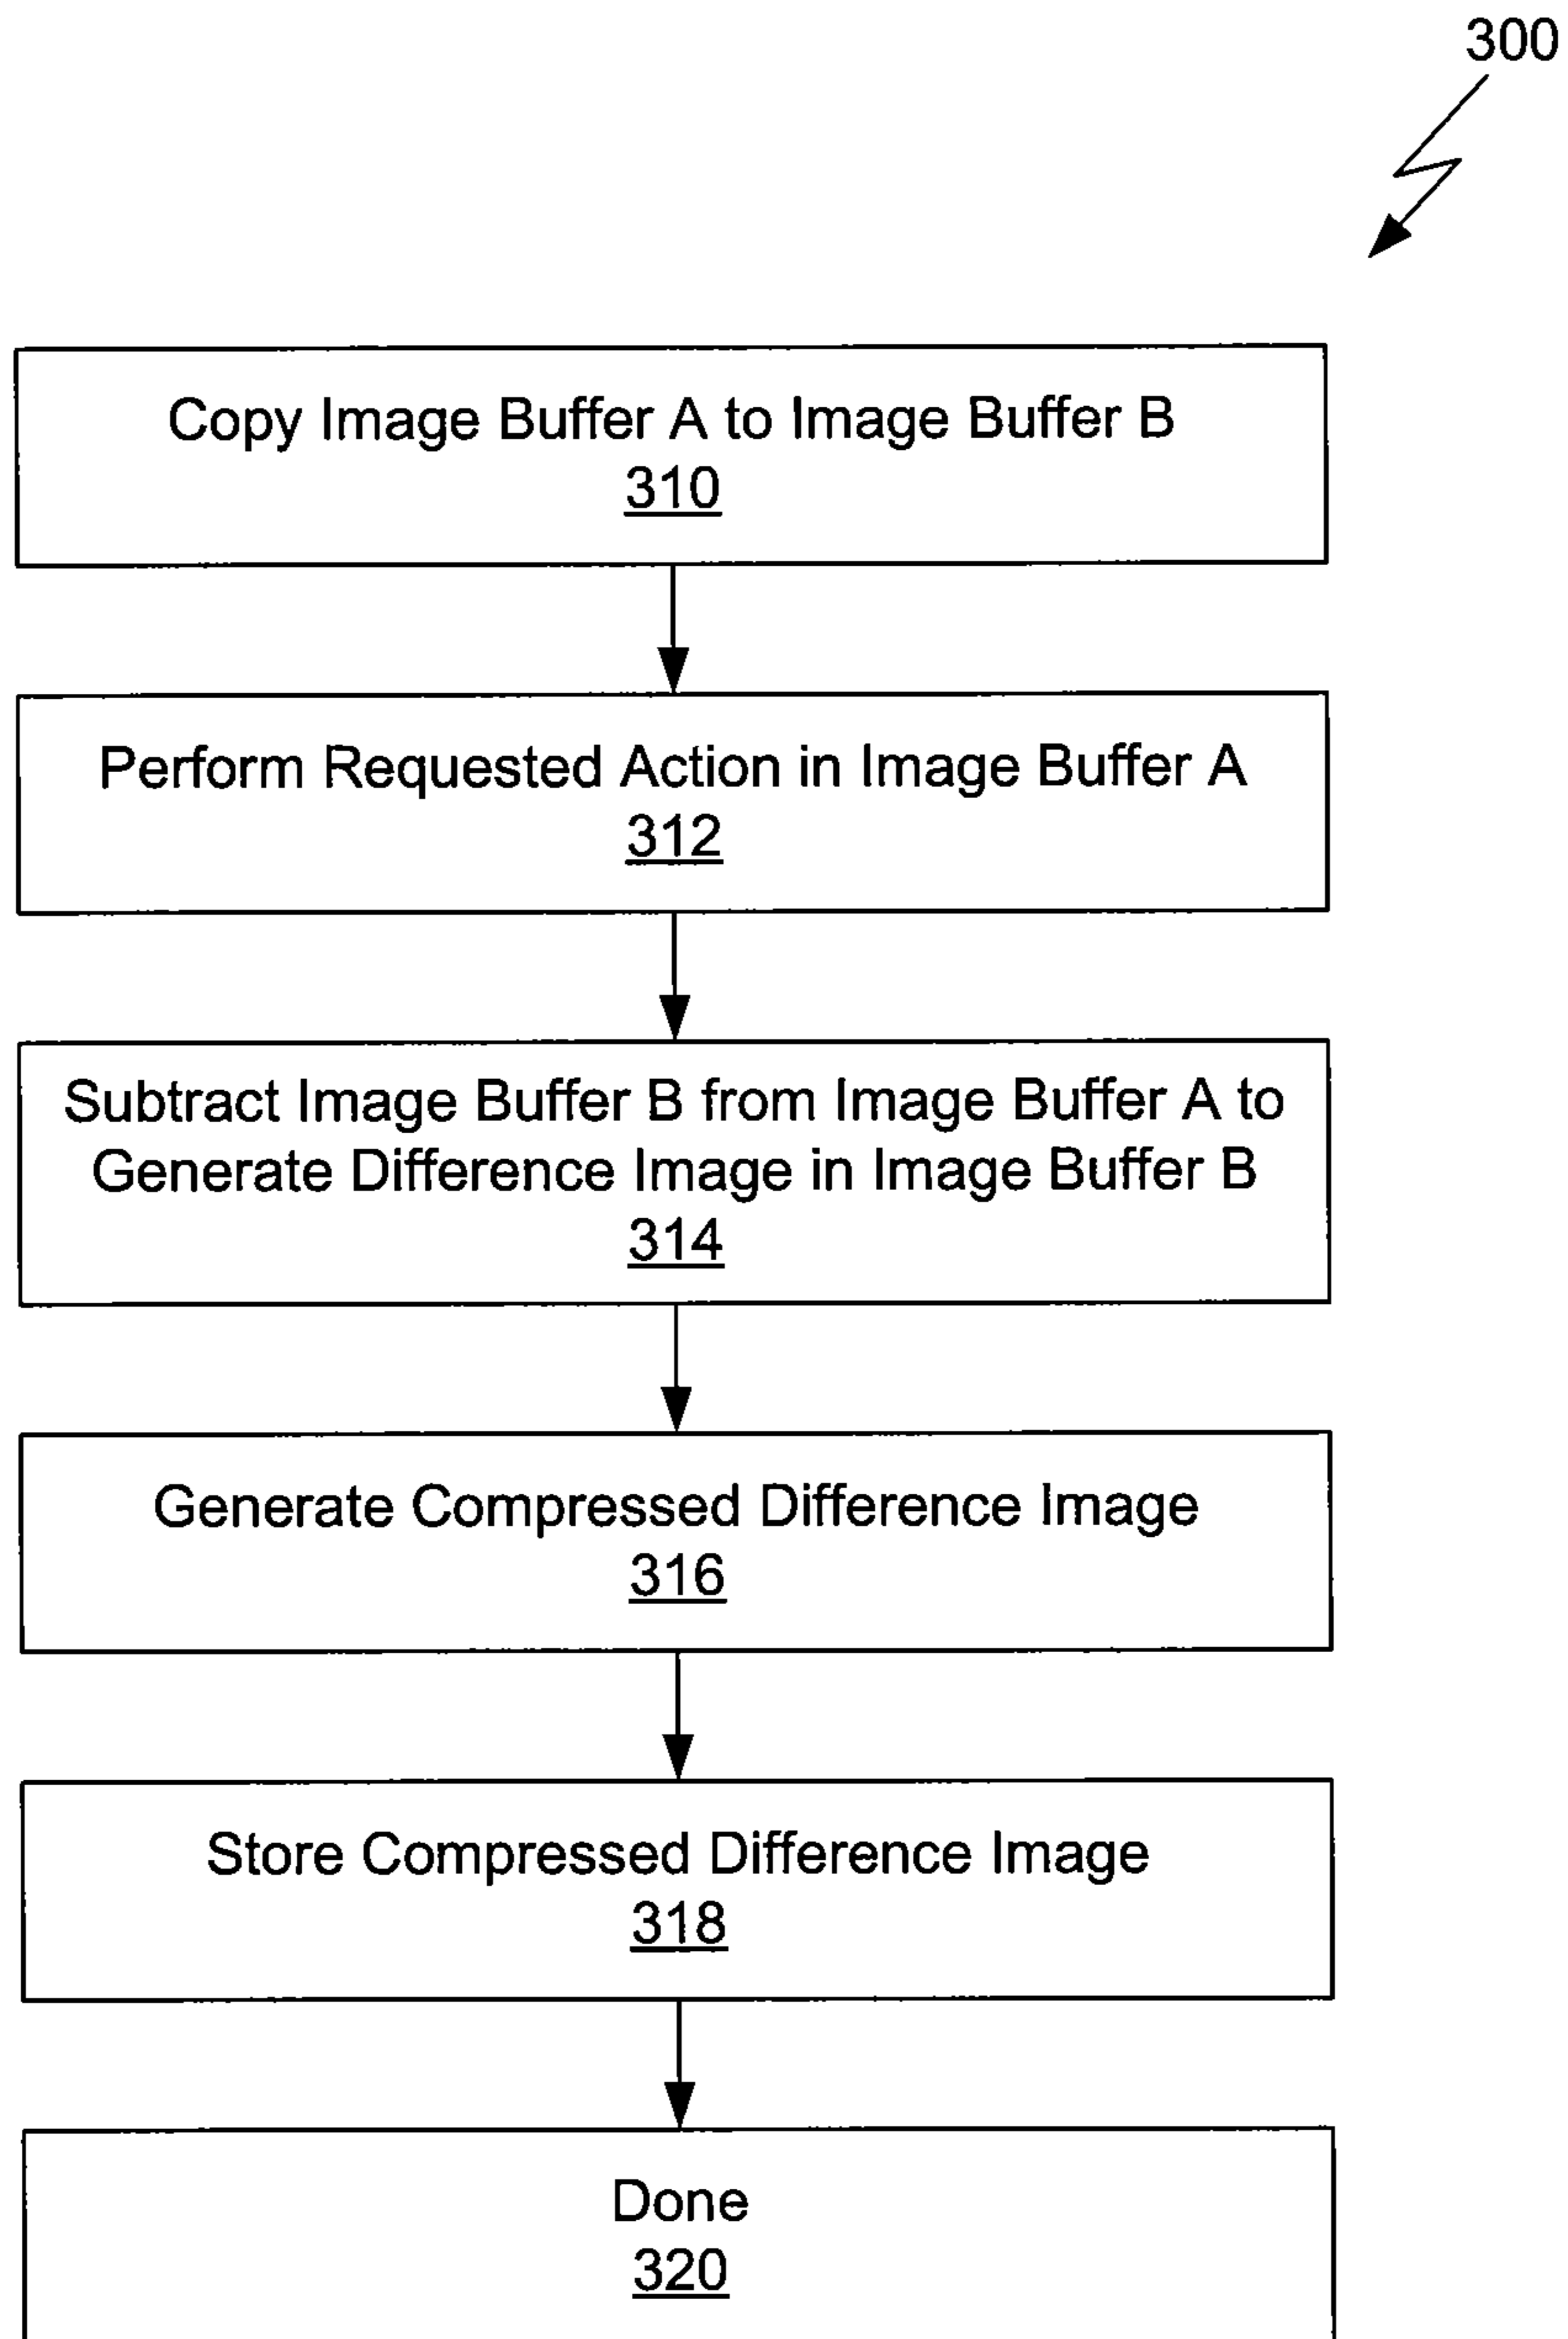 300
Copy Image Buffer A to Image Buffer B
310
Perform Requested Action in Image Buffer A
312
Subtract Image Buffer B from Image Buffer A to
Generate Difference Image in Image Buffer B
314
Generate Compressed Difference Image
316
Store Compressed Difference Image
318
Done
320